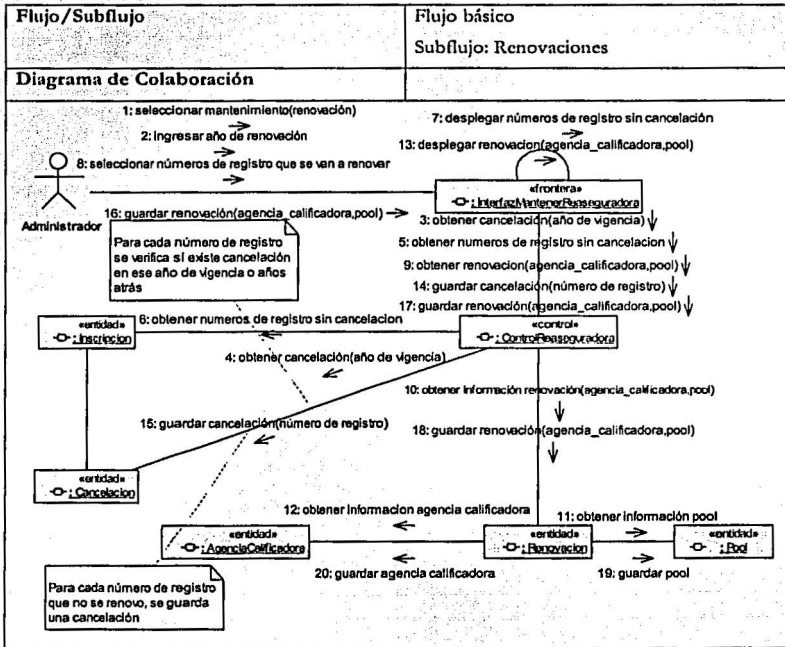 Flujo/Subflujo
Flujo básico
Subflujo: Renovaciones
Diagrama de Colaboración
1: seleccionar mantenimiento(renovación)
2: ingresar año de renovación
8: seleccionar números de registro que se van a renovar
7: desplegar números de registro sin cancelación
13: desplegar renovacion(agencia_calificadora,pool)
Administrador
16: guardar renovación(agencia_calificadora,pool)
«frontera»
: InterfazMantenerReaseguradora
Para cada número de registro
se verifica si existe cancelación
en ese año de vigencia o años
atrás
3: obtener cancelación(año de vigencia)
5: obtener numeros de registro sin cancelacion
9: obtener renovacion(agencia_calificadora,pool)
14: guardar cancelación(número de registro)
17: guardar renovación(agencia_calificadora,pool)
«entidad»
: Inscripcion
6: obtener numeros de registro sin cancelacion
«control»
: ControlReaseguradora
4: obtener cancelación(año de vigencia)
10: obtener información renovación(agencia_calificadora,pool)
15: guardar cancelación(número de registro)
18: guardar renovación(agencia_calificadora,pool)
«entidad»
: Cancelacion
12: obtener informacion agencia calificadora
11: obtener información pool
«entidad»
: AgenciaCalificadora
«entidad»
: Renovacion
«entidad»
: Pool
20: guardar agencia calificadora
19: guardar pool
Para cada número de registro
que no se renovo, se guarda
una cancelación